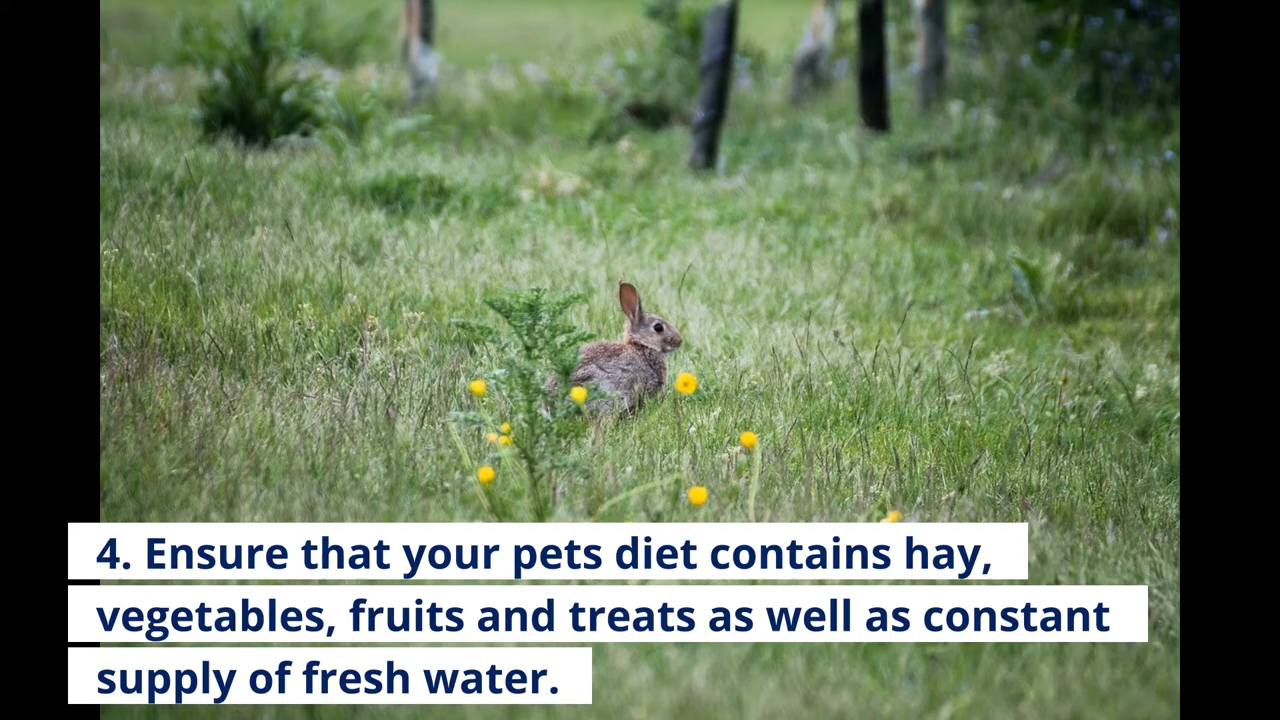 4. Ensure that your pets diet contains hay,
vegetables, fruits and treats as well as constant
supply of fresh water.